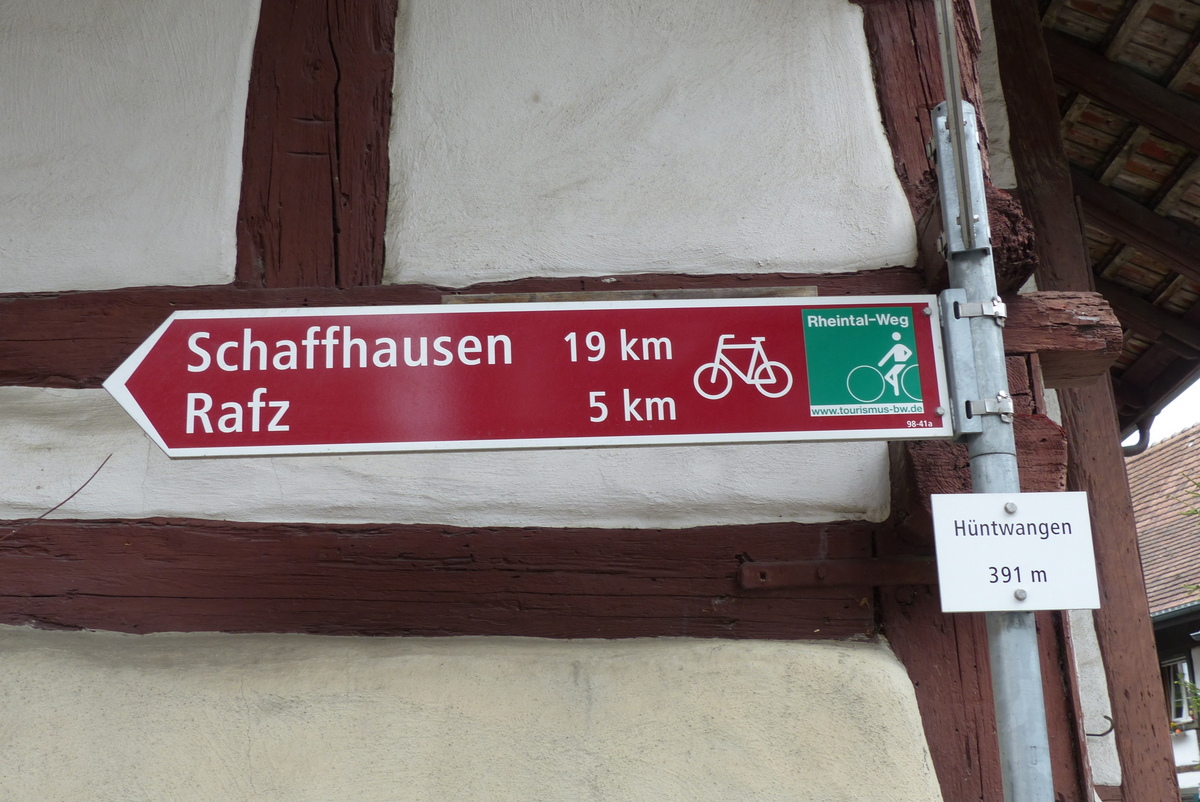 Schaffhausen 19 km
Rafz 5 km
Rheintal-Weg
www.tourismus-bw.de
98-41a
Hüntwangen
391 m